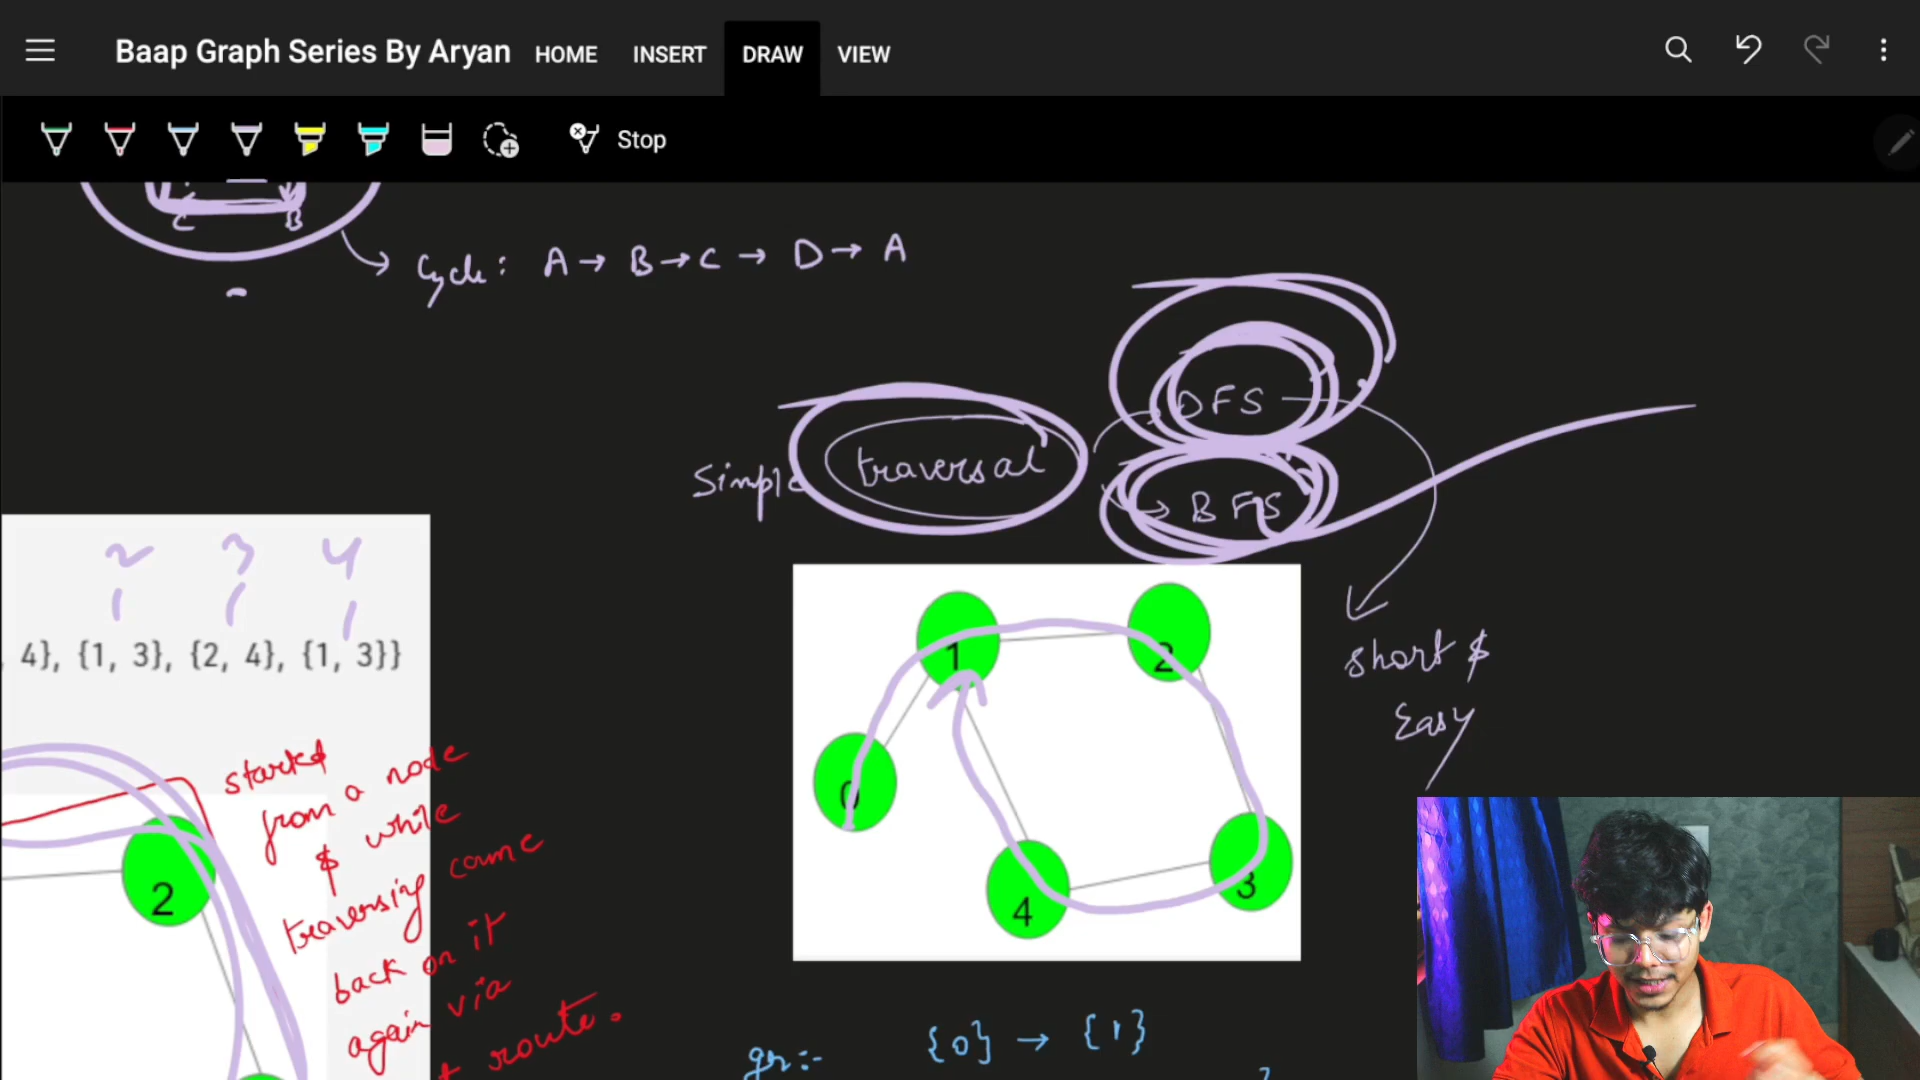 Baap Graph Series By Aryan HOME INSERT DRAW VIEW
Stop
C B
Cycle: A → B → C → D → A
DFS
Simple traversal
→ BFS
2 3 4
, 4}, {1, 3}, {2, 4}, {1, 3}}
short &
Easy
1 2
0
4 3
started
from a node
& while
traversing came
back on it
again via
route.
2
gr:- {0} → {1}